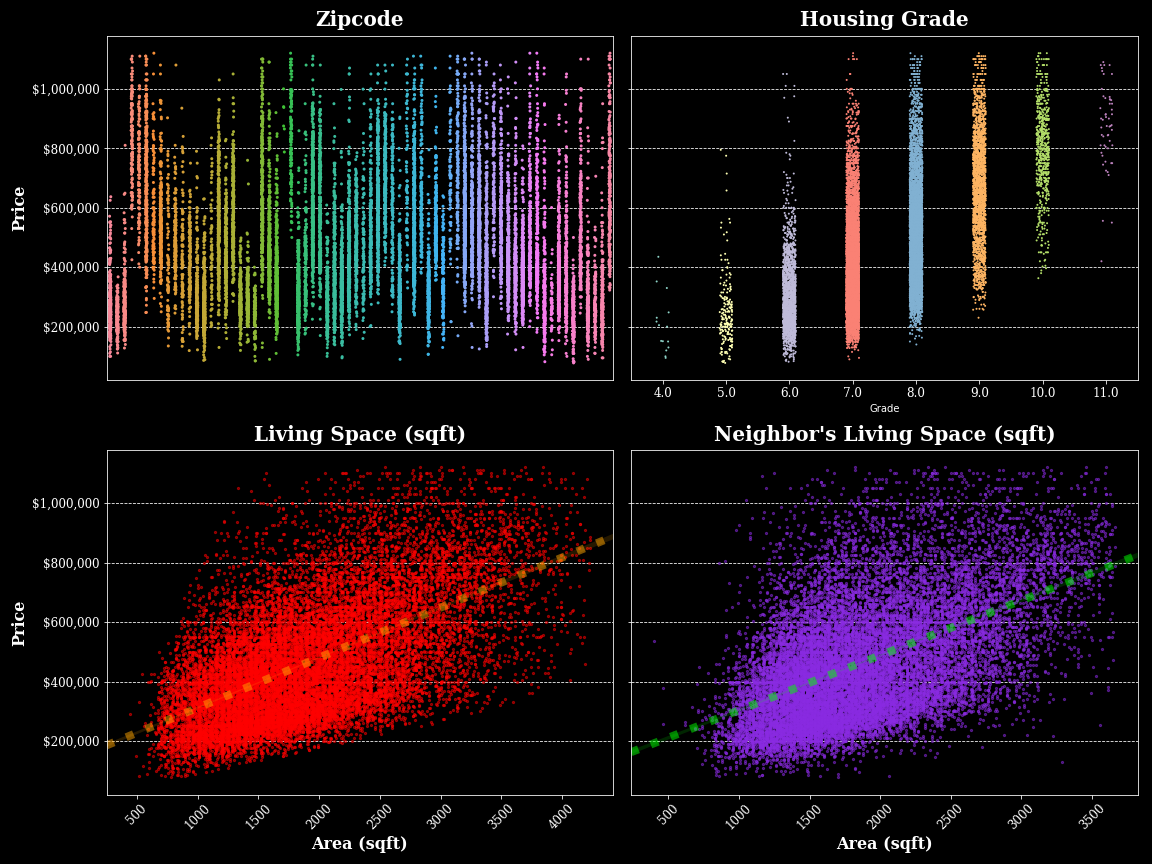 Zipcode
Housing Grade
Price
$1,000,000
$800,000
$600,000
$400,000
$200,000
4.0 5.0 6.0 7.0 8.0 9.0 10.0 11.0
Grade
Living Space (sqft)
Neighbor's Living Space (sqft)
Price
$1,000,000
$800,000
$600,000
$400,000
$200,000
500 1000 1500 2000 2500 3000 3500 4000
Area (sqft)
500 1000 1500 2000 2500 3000 3500
Area (sqft)